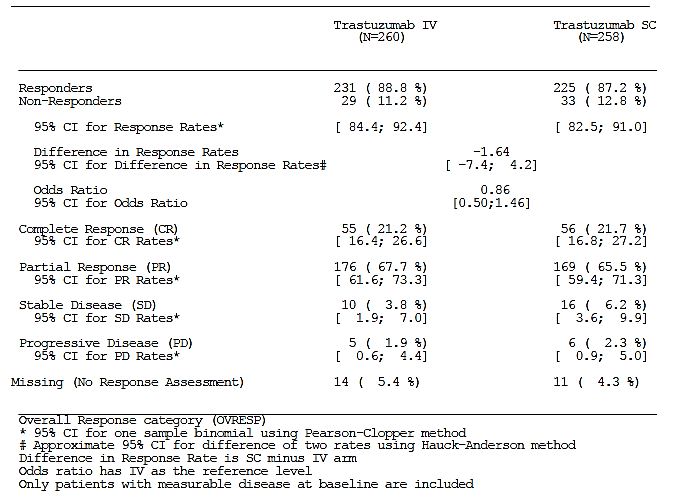 Trastuzumab IV Trastuzumab SC
(N=260) (N=258)
Responders 231 ( 88.8 %) 225 ( 87.2 %)
Non-Responders 29 ( 11.2 %) 33 ( 12.8 %)
95% CI for Response Rates* [ 84.4; 92.4] [ 82.5; 91.0]
Difference in Response Rates -1.64
95% CI for Difference in Response Rates# [ -7.4; 4.2]
Odds Ratio 0.86
95% CI for Odds Ratio [0.50;1.46]
Complete Response (CR) 55 ( 21.2 %) 56 ( 21.7 %)
95% CI for CR Rates* [ 16.4; 26.6] [ 16.8; 27.2]
Partial Response (PR) 176 ( 67.7 %) 169 ( 65.5 %)
95% CI for PR Rates* [ 61.6; 73.3] [ 59.4; 71.3]
Stable Disease (SD) 10 ( 3.8 %) 16 ( 6.2 %)
95% CI for SD Rates* [ 1.9; 7.0] [ 3.6; 9.9]
Progressive Disease (PD) 5 ( 1.9 %) 6 ( 2.3 %)
95% CI for PD Rates* [ 0.6; 4.4] [ 0.9; 5.0]
Missing (No Response Assessment) 14 ( 5.4 %) 11 ( 4.3 %)
Overall Response category (OVRESP)
* 95% CI for one sample binomial using Pearson-Clopper method
# Approximate 95% CI for difference of two rates using Hauck-Anderson method
Difference in Response Rate is SC minus IV arm
Odds ratio has IV as the reference level
Only patients with measurable disease at baseline are included